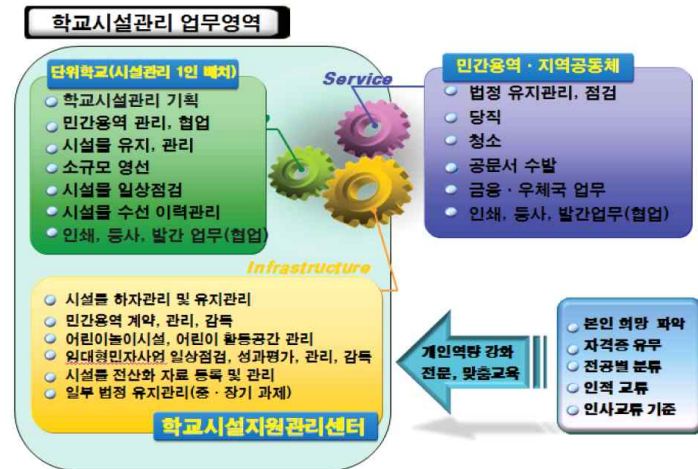 학교시설관리 업무영역
단위학교(시설관리 1인 배치)
학교시설관리 기획
민간용역 관리, 협업
시설물 유지, 관리
소규모 영선
시설물 일상점검
시설물 수선 이력관리
인쇄, 등사, 발간 업무(협업)
Service
민간용역 · 지역공동체
법정 유지관리, 점검
당직
청소
공문서 수발
금융 · 우체국 업무
인쇄, 등사, 발간업무(협업)
Infrastructure
시설물 하자관리 및 유지관리
민간용역 계약, 관리, 감독
어린이놀이시설, 어린이 활동공간 관리
임대형민자사업 일상점검, 성과평가, 관리, 감독
시설물 전산화 자료 등록 및 관리
일부 법정 유지관리(중 · 장기 과제)
학교시설지원관리센터
개인역량 강화
전문, 맞춤교육
본인 희망 파악
자격증 유무
전공별 분류
인적 교류
인사교류 기준